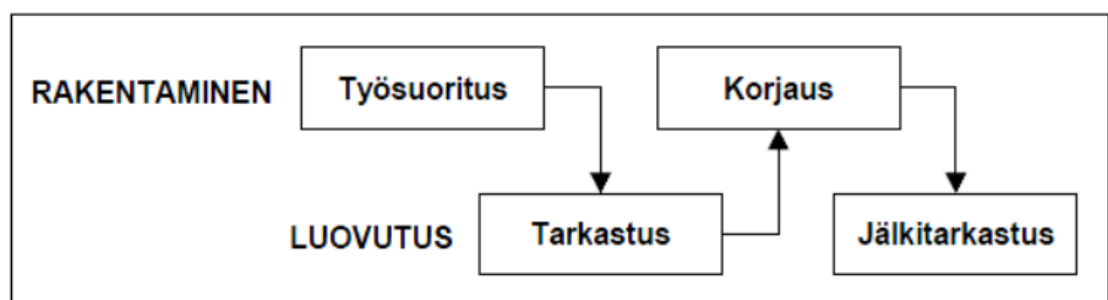 RAKENTAMINEN
Työsuoritus
Korjaus
LUOVUTUS
Tarkastus
Jälkitarkastus